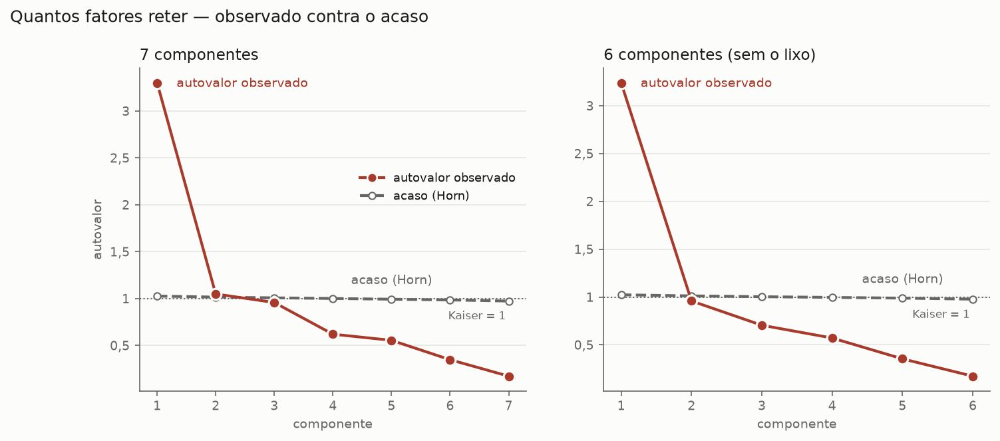 Quantos fatores reter — observado contra o acaso
7 componentes
autovalor observado
3
2,5
2
1,5
1
0,5
autovalor
autovalor observado
acaso (Horn)
acaso (Horn)
Kaiser = 1
1 2 3 4 5 6 7
componente
6 componentes (sem o lixo)
autovalor observado
3
2,5
2
1,5
1
0,5
acaso (Horn)
Kaiser = 1
1 2 3 4 5 6
componente